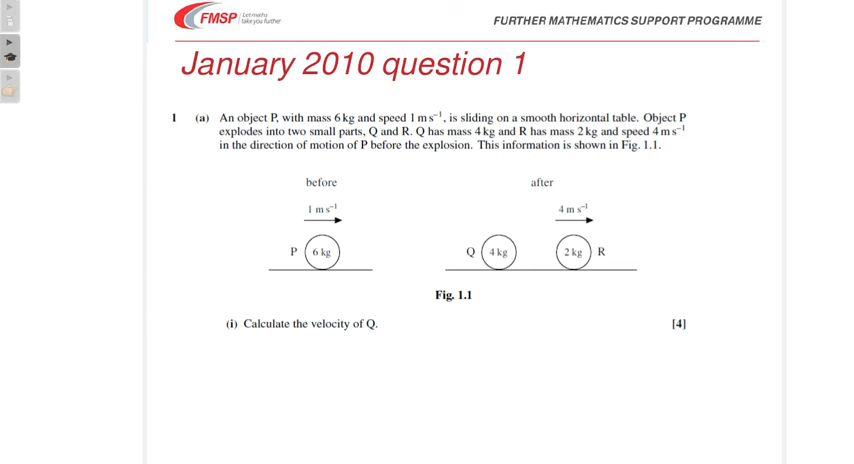 FMSP Let maths take you further
FURTHER MATHEMATICS SUPPORT PROGRAMME
January 2010 question 1
1 (a) An object P, with mass 6 kg and speed 1 m s⁻¹, is sliding on a smooth horizontal table. Object P
explodes into two small parts, Q and R. Q has mass 4 kg and R has mass 2 kg and speed 4 m s⁻¹
in the direction of motion of P before the explosion. This information is shown in Fig. 1.1.
before after
1 m s⁻¹ 4 m s⁻¹
P 6 kg Q 4 kg 2 kg R
Fig. 1.1
(i) Calculate the velocity of Q. [4]